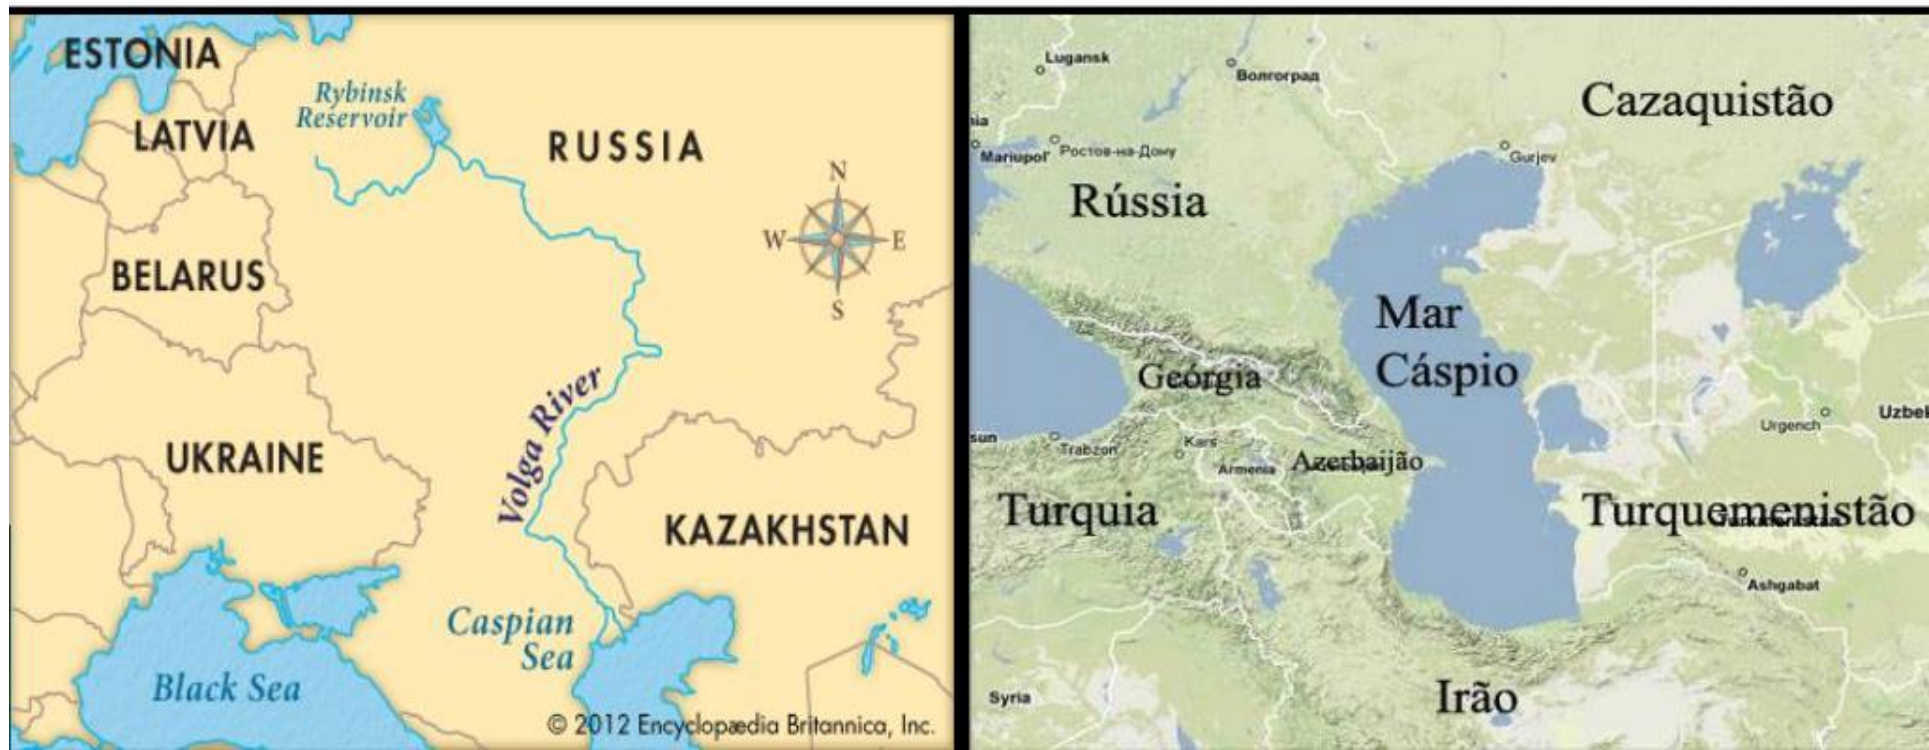 ESTONIA
Rybinsk
Reservoir
LATVIA
RUSSIA
N
W
E
S
BELARUS
Volga River
UKRAINE
KAZAKHSTAN
Caspian
Sea
Black Sea
© 2012 Encyclopædia Britannica, Inc.
Lugansk
Волгоград
Cazaquistão
Mariupol'
Ростов-на-Дону
Gurjev
Rússia
Mar
Cáspio
Geórgia
Urgench
Uzbek
Trabzon
Kars
Armenia
Azerbaijão
Turquia
Turquemenistão
Ashgabat
Syria
Irão